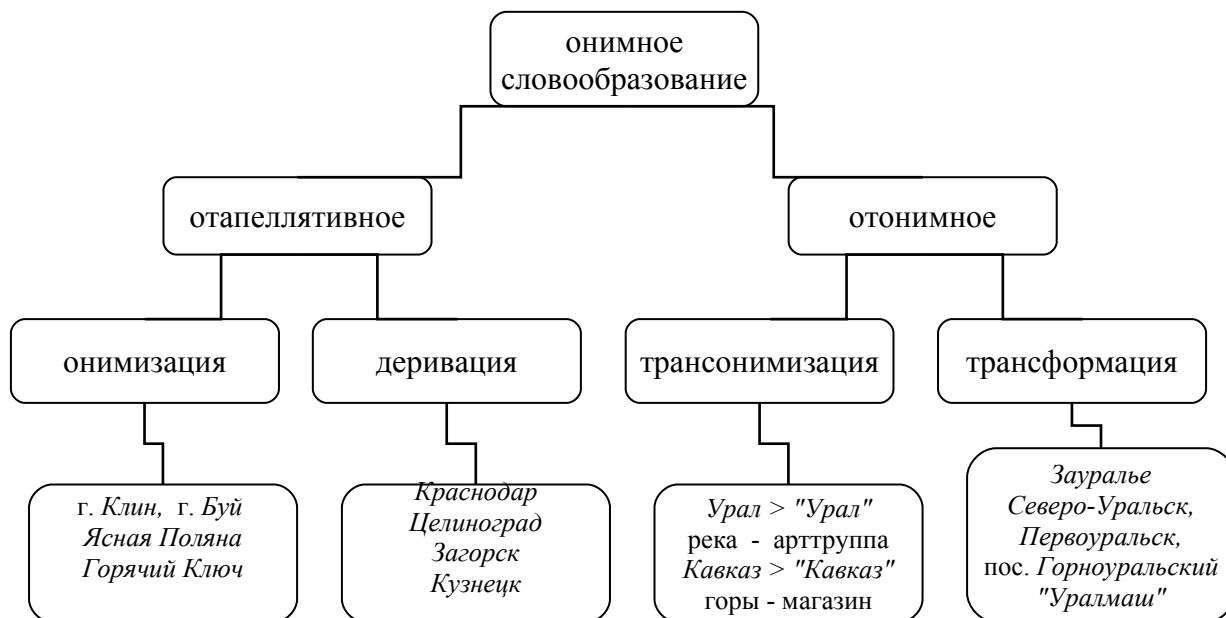 онимное
словообразование
отапеллятивное
отонимное
онимизация
деривация
трансонимизация
трансформация
г. Клин, г. Буй
Ясная Поляна
Горячий Ключ
Краснодар
Целиноград
Загорск
Кузнецк
Урал > "Урал"
река - арттруппа
Кавказ > "Кавказ"
горы - магазин
Зауралье
Северо-Уральск,
Первоуральск,
пос. Горноуральский
"Уралмаш"